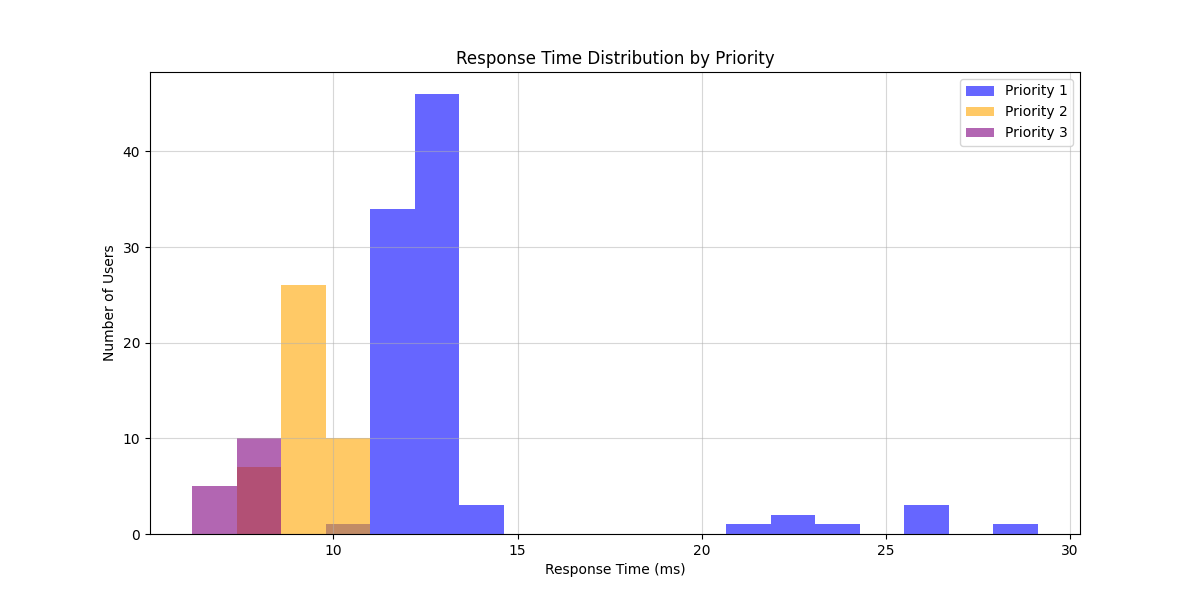 Response Time Distribution by Priority
Priority 1
Priority 2
Priority 3
Number of Users
40
30
20
10
0
10
15
20
25
30
Response Time (ms)